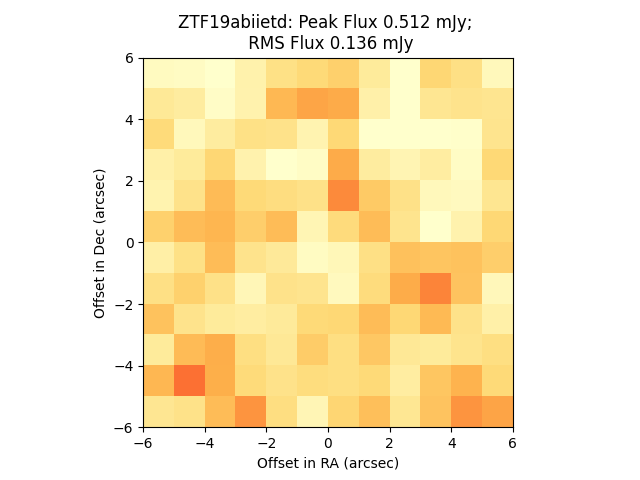 ZTF19abiietd: Peak Flux 0.512 mJy;
RMS Flux 0.136 mJy
6
4
2
0
−2
−4
−6
Offset in Dec (arcsec)
−6 −4 −2 0 2 4 6
Offset in RA (arcsec)